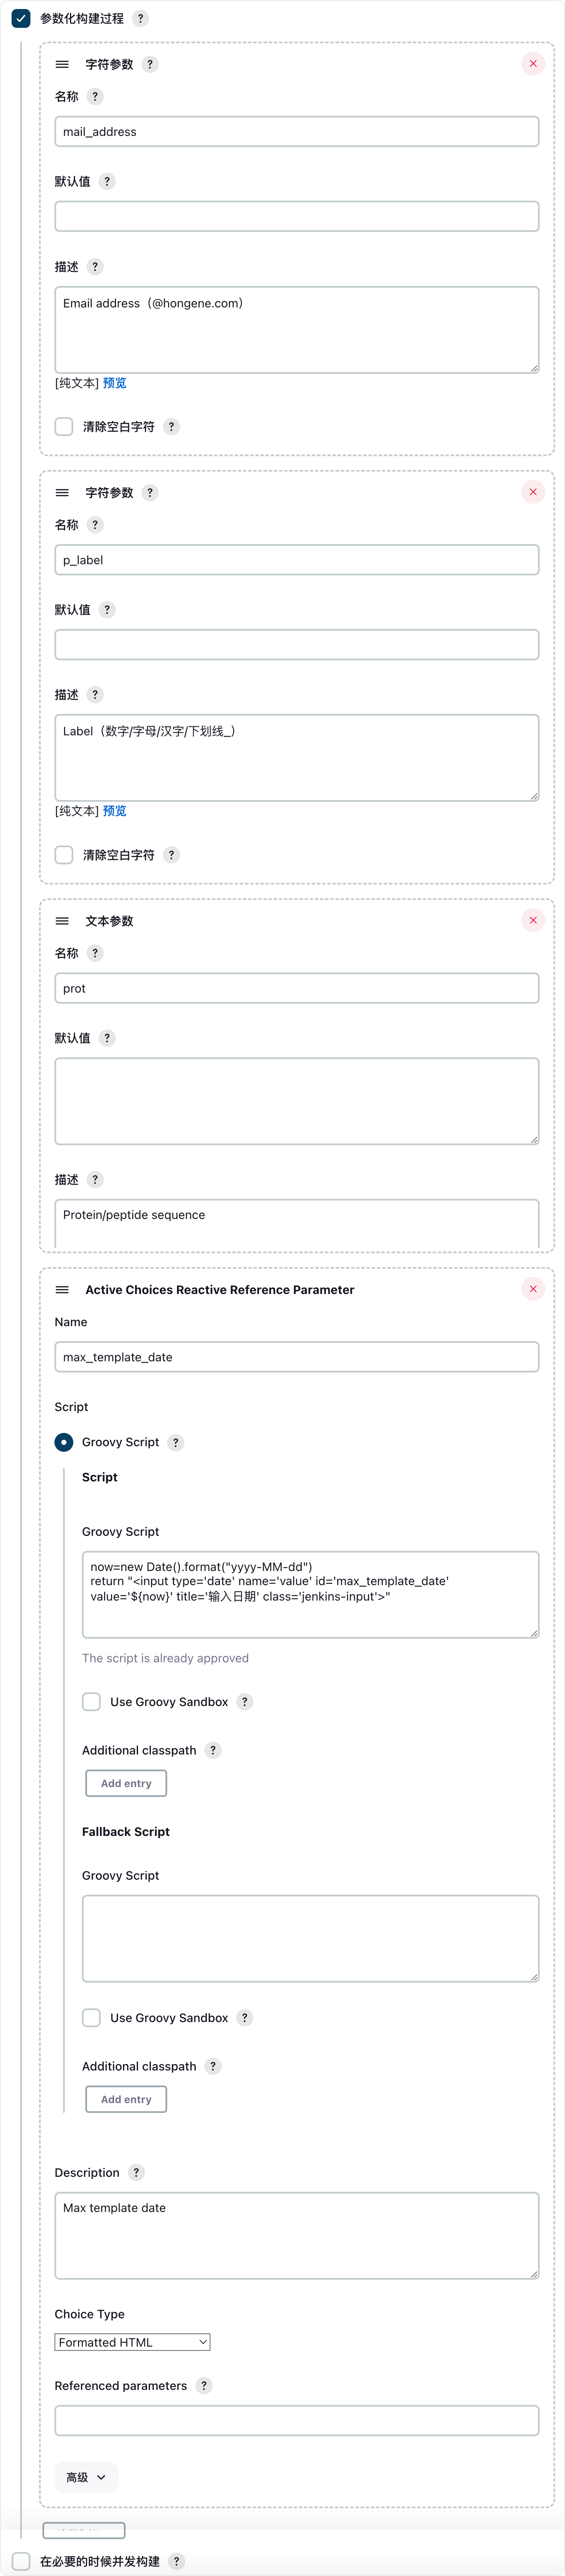 参数化构建过程 ?
字符参数 ?
名称 ?
mail_address
默认值 ?
描述 ?
Email address（@hongene.com）
[纯文本] 预览
清除空白字符 ?
字符参数 ?
名称 ?
p_label
默认值 ?
描述 ?
Label（数字/字母/汉字/下划线_）
[纯文本] 预览
清除空白字符 ?
文本参数
名称 ?
prot
默认值 ?
描述 ?
Protein/peptide sequence
Active Choices Reactive Reference Parameter
Name
max_template_date
Script
Groovy Script ?
Script
Groovy Script
now=new Date().format("yyyy-MM-dd")
return "<input type='date' name='value' id='max_template_date'
value='${now}' title='输入日期' class='jenkins-input'>"
The script is already approved
Use Groovy Sandbox ?
Additional classpath ?
Add entry
Fallback Script
Groovy Script
Use Groovy Sandbox ?
Additional classpath ?
Add entry
Description ?
Max template date
Choice Type
Formatted HTML
Referenced parameters ?
高级
在必要的时候并发构建 ?